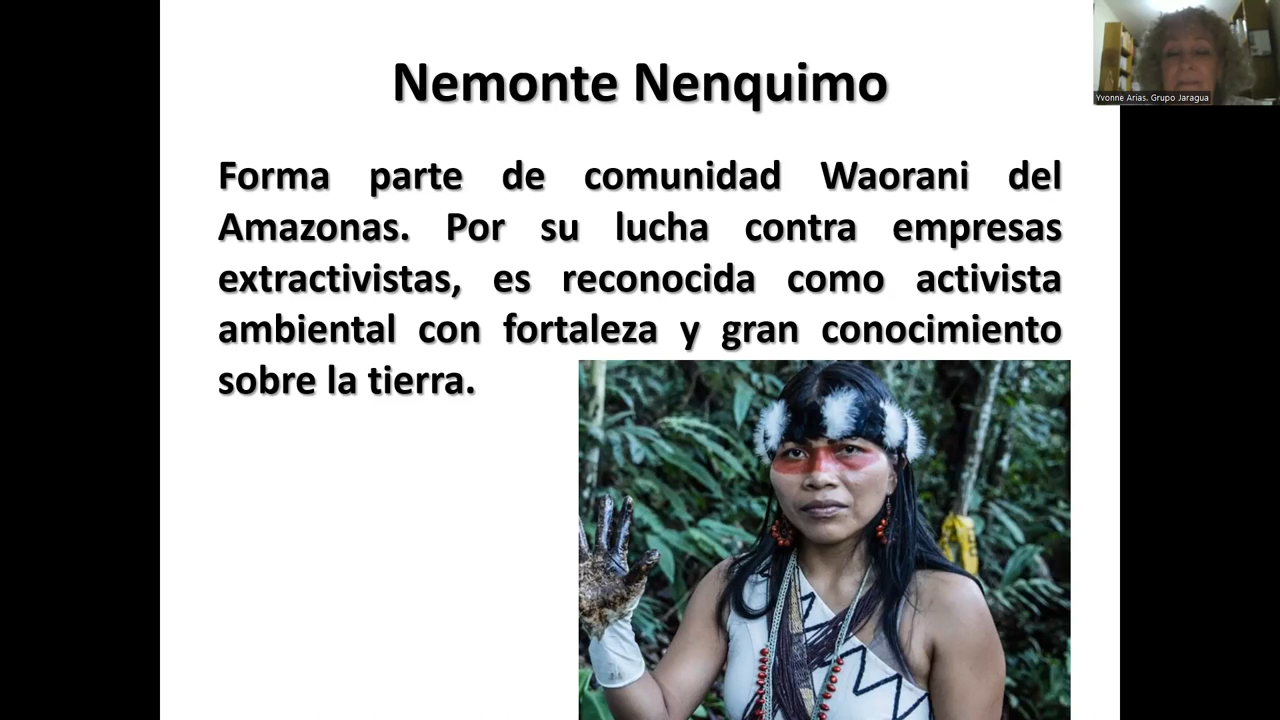 Nemonte Nenquimo
Yvonne Arias. Grupo Jaragua
Forma parte de comunidad Waorani del
Amazonas. Por su lucha contra empresas
extractivistas, es reconocida como activista
ambiental con fortaleza y gran conocimiento
sobre la tierra.